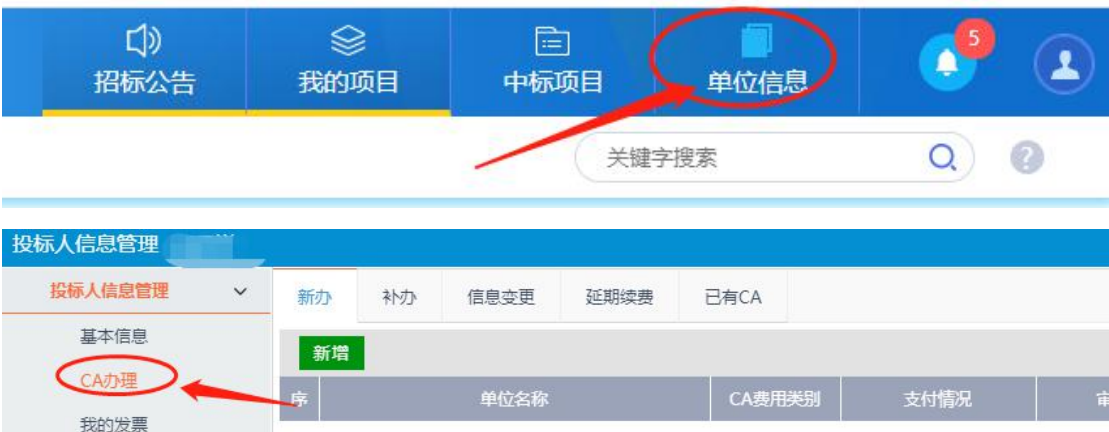 招标公告 我的项目 中标项目 单位信息 5
关键字搜索 ?
投标人信息管理
投标人信息管理
新办 补办 信息变更 延期续费 已有CA
基本信息
新增
CA办理
序 单位名称 CA费用类别 支付情况
我的发票